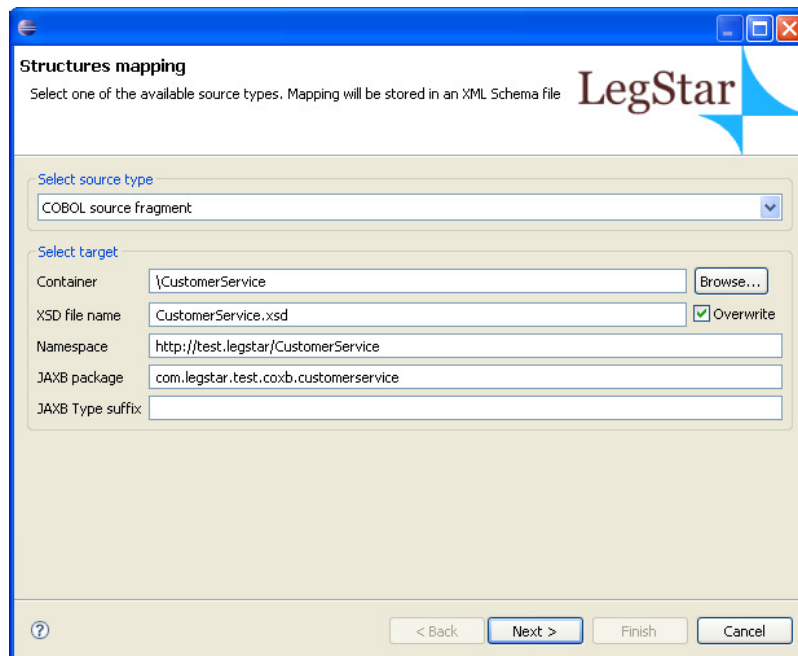 Structures mapping
Select one of the available source types. Mapping will be stored in an XML Schema file
LegStar
Select source type
COBOL source fragment
Select target
Container \CustomerService Browse...
XSD file name CustomerService.xsd Overwrite
Namespace http://test.legstar/CustomerService
JAXB package com.legstar.test.coxb.customerservice
JAXB Type suffix
? < Back Next > Finish Cancel